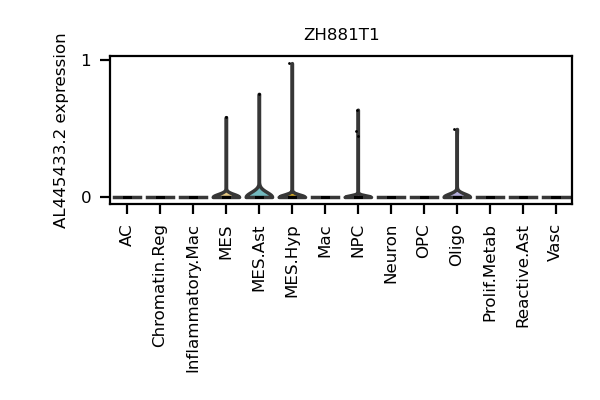 ZH881T1
AL445433.2 expression
1
0
AC
Chromatin.Reg
Inflammatory.Mac
MES
MES.Ast
MES.Hyp
Mac
NPC
Neuron
OPC
Oligo
Prolif.Metab
Reactive.Ast
Vasc